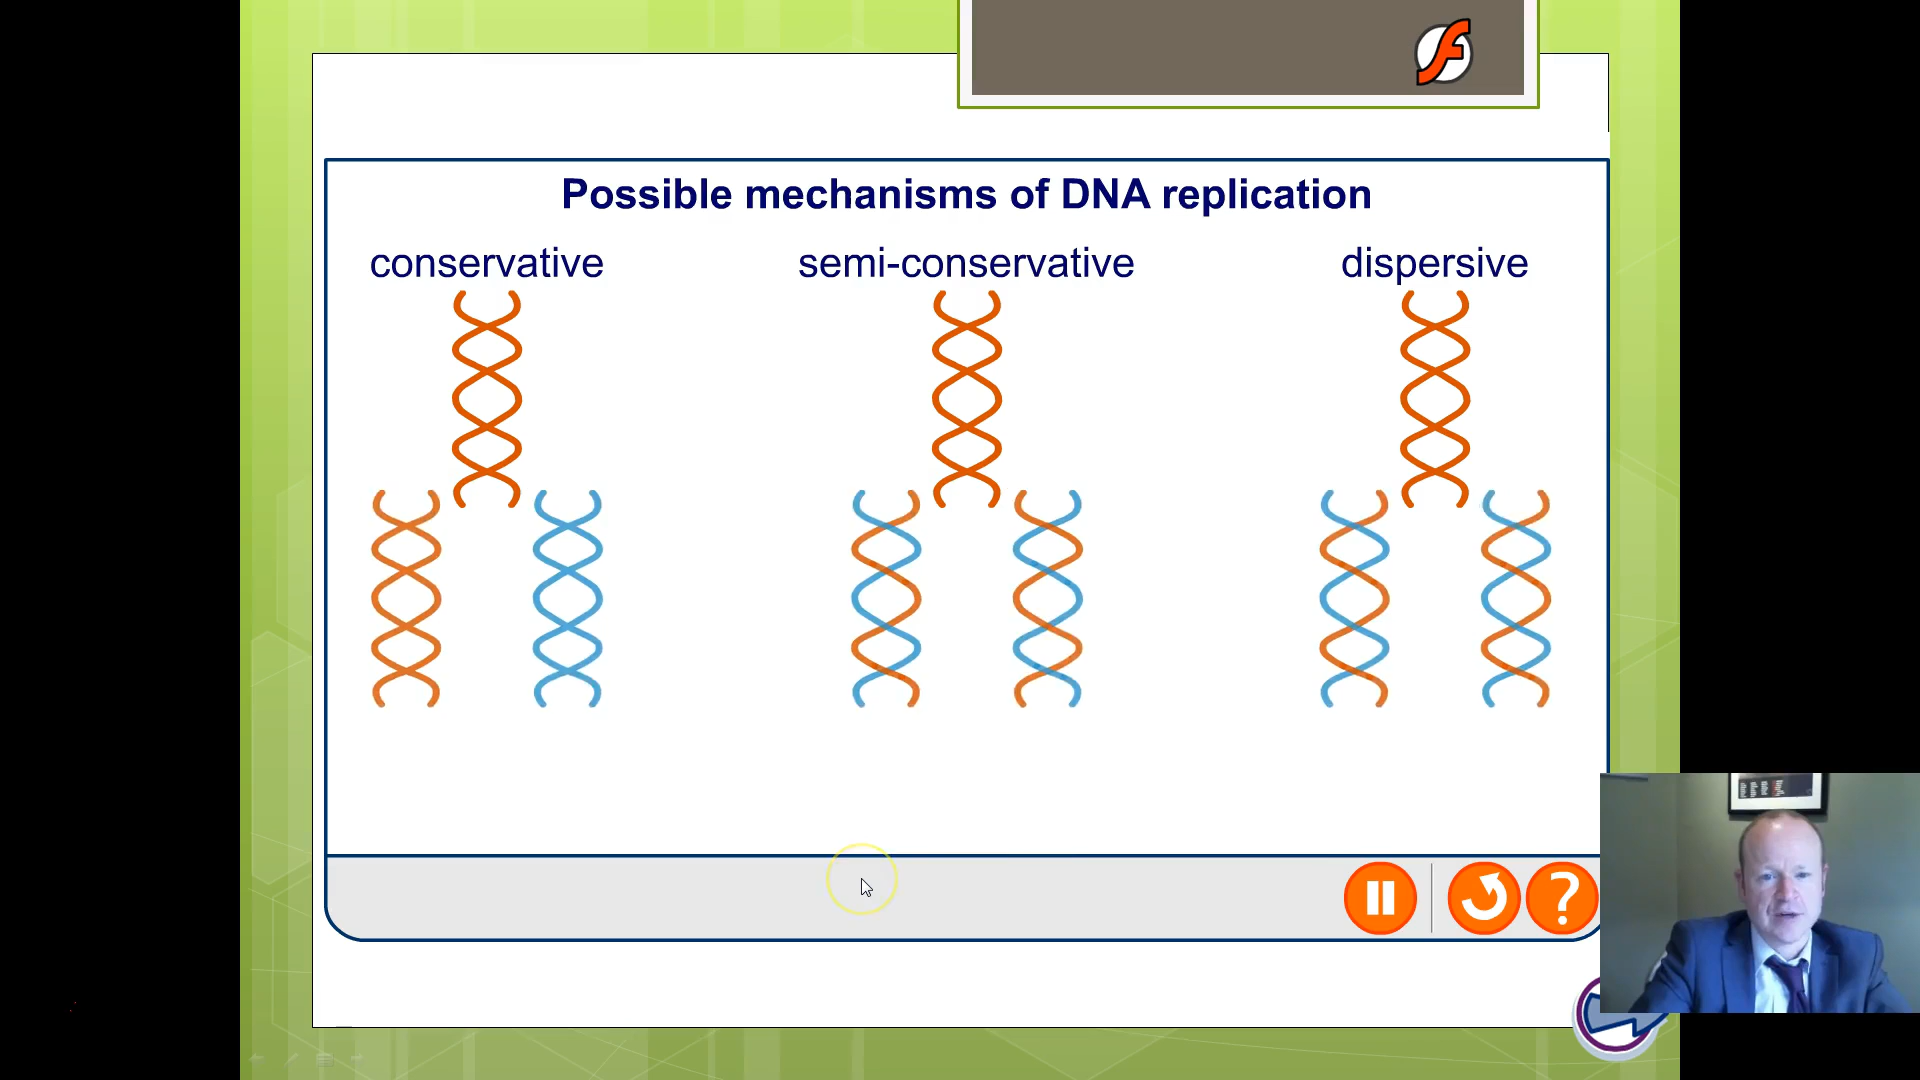 Possible mechanisms of DNA replication
conservative
semi-conservative
dispersive
?